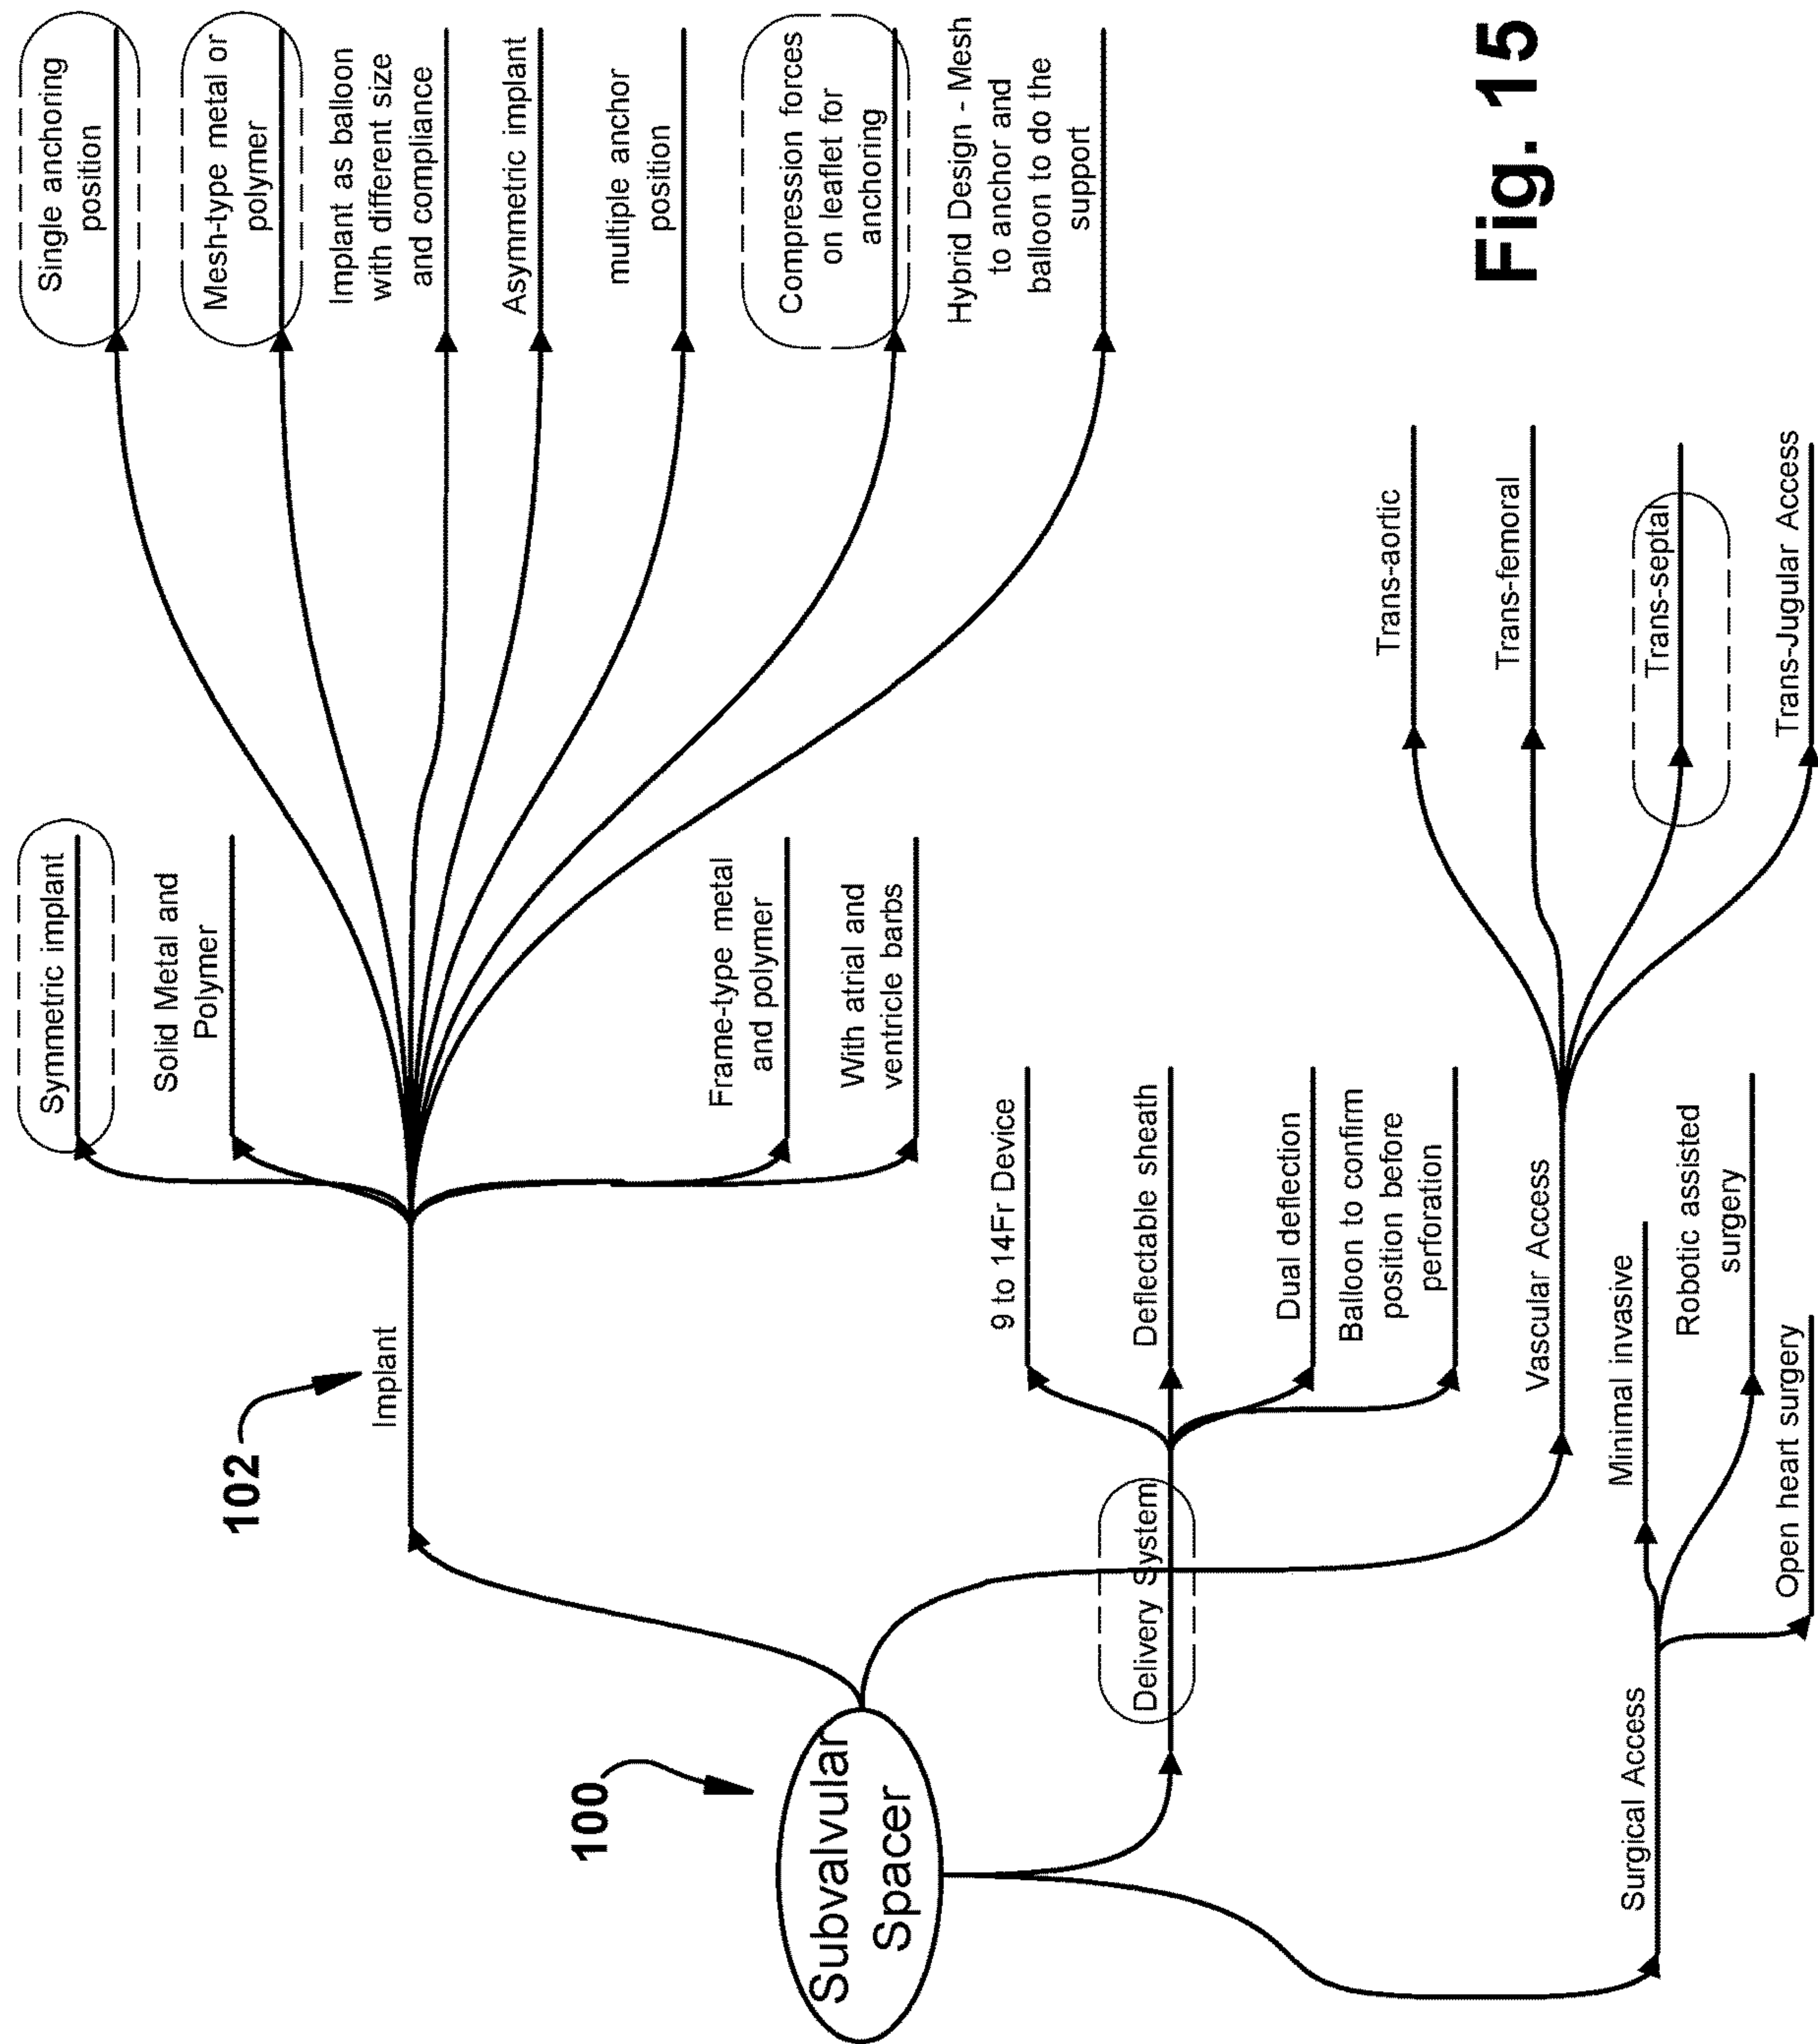 100
Subvalvular
Spacer
102
Implant
Symmetric implant
Solid Metal and
Polymer
Single anchoring
position
Mesh-type metal or
polymer
Implant as balloon
with different size
and compliance
Asymmetric implant
multiple anchor
position
Compression forces
on leaflet for
anchoring
Hybrid Design - Mesh
to anchor and
balloon to do the
support
Frame-type metal
and polymer
With atrial and
ventricle barbs
Delivery System
9 to 14Fr Device
Deflectable sheath
Dual deflection
Balloon to confirm
position before
perforation
Vascular Access
Trans-aortic
Trans-femoral
Trans-septal
Trans-Jugular Access
Surgical Access
Minimal invasive
Robotic assisted
surgery
Open heart surgery
Fig. 15